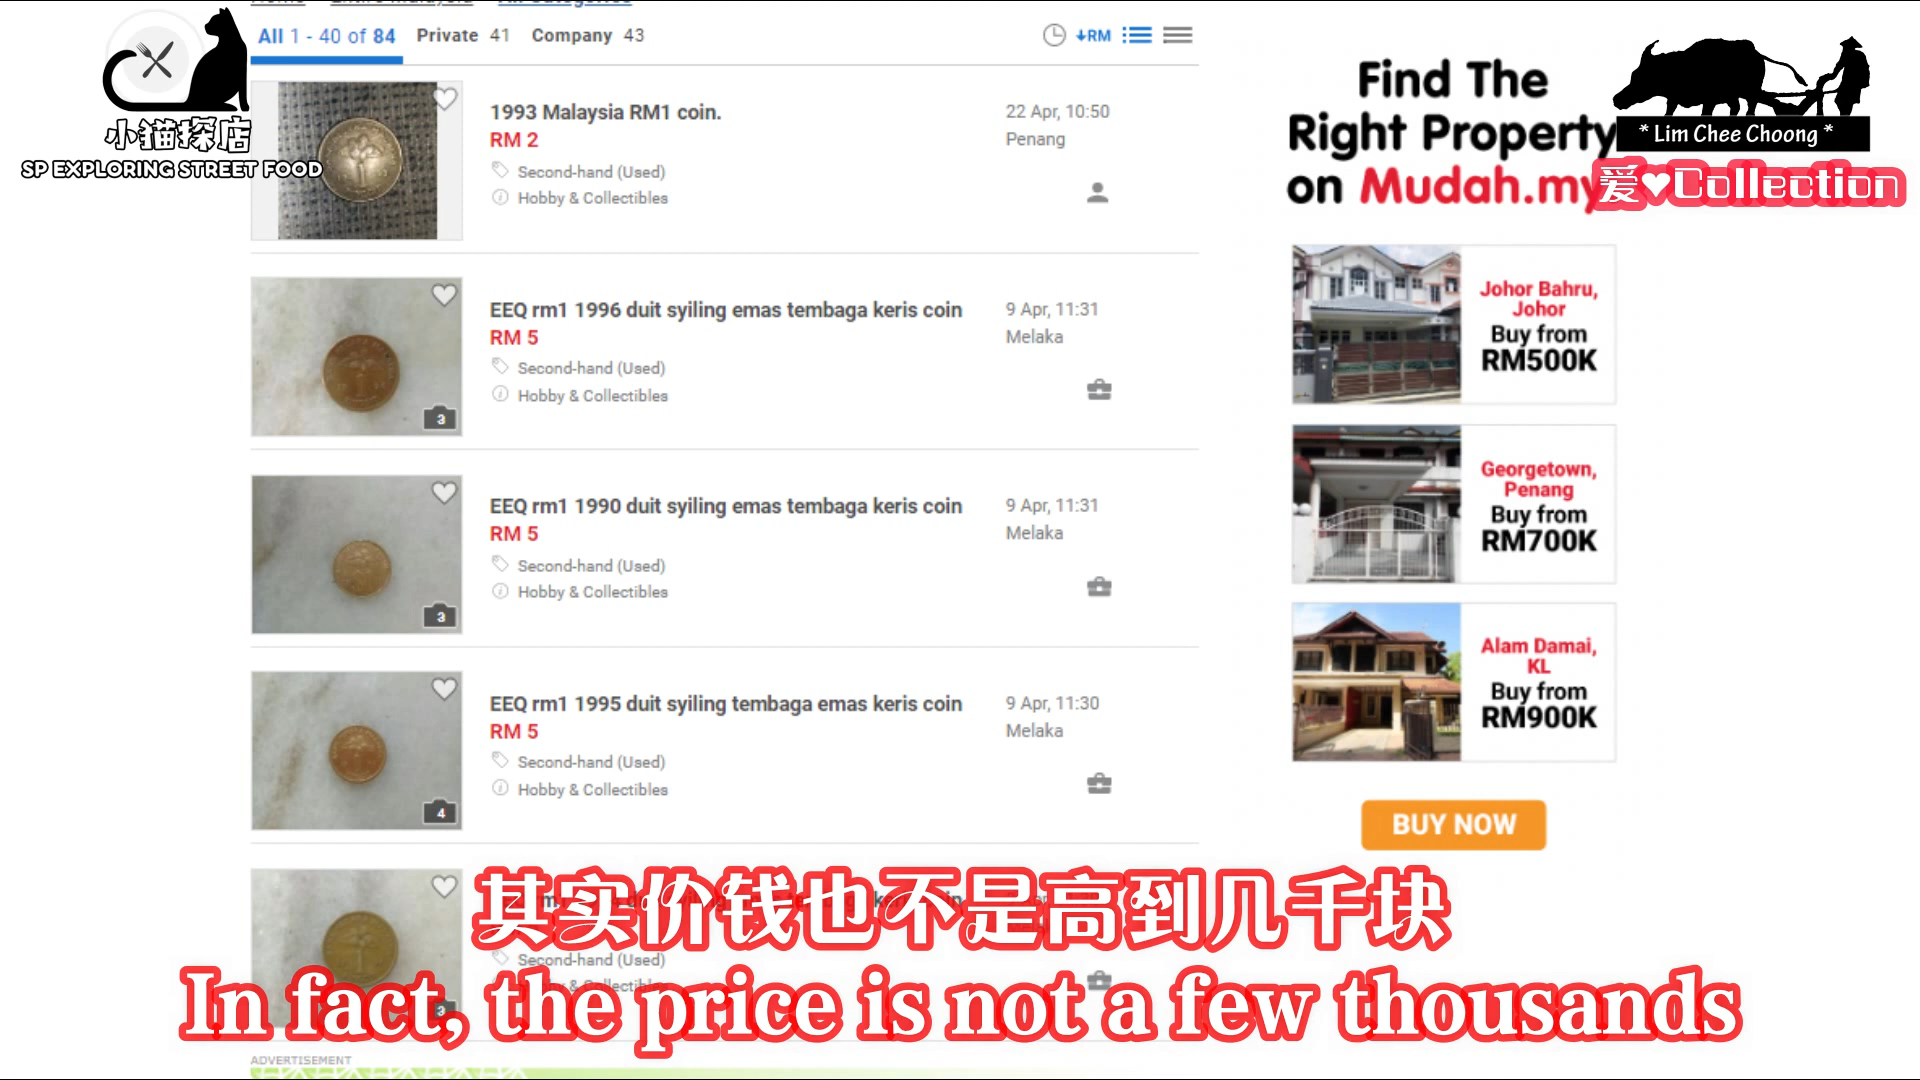 All 1 - 40 of 84
Private 41
Company 43
RM
小猫探店
SP EXPLORING STREET FOOD
* Lim Chee Choong *
爱♥Collection
1993 Malaysia RM1 coin.
RM 2
Second-hand (Used)
Hobby & Collectibles
22 Apr, 10:50
Penang
EEQ rm1 1996 duit syiling emas tembaga keris coin
RM 5
Second-hand (Used)
Hobby & Collectibles
9 Apr, 11:31
Melaka
3
EEQ rm1 1990 duit syiling emas tembaga keris coin
RM 5
Second-hand (Used)
Hobby & Collectibles
9 Apr, 11:31
Melaka
3
EEQ rm1 1995 duit syiling tembaga emas keris coin
RM 5
Second-hand (Used)
Hobby & Collectibles
9 Apr, 11:30
Melaka
4
Second-hand (Used)
3
Find The
Right Property
on Mudah.my
Johor Bahru,
Johor
Buy from
RM500K
Georgetown,
Penang
Buy from
RM700K
Alam Damai,
KL
Buy from
RM900K
BUY NOW
其实价钱也不是高到几千块
In fact, the price is not a few thousands
ADVERTISEMENT